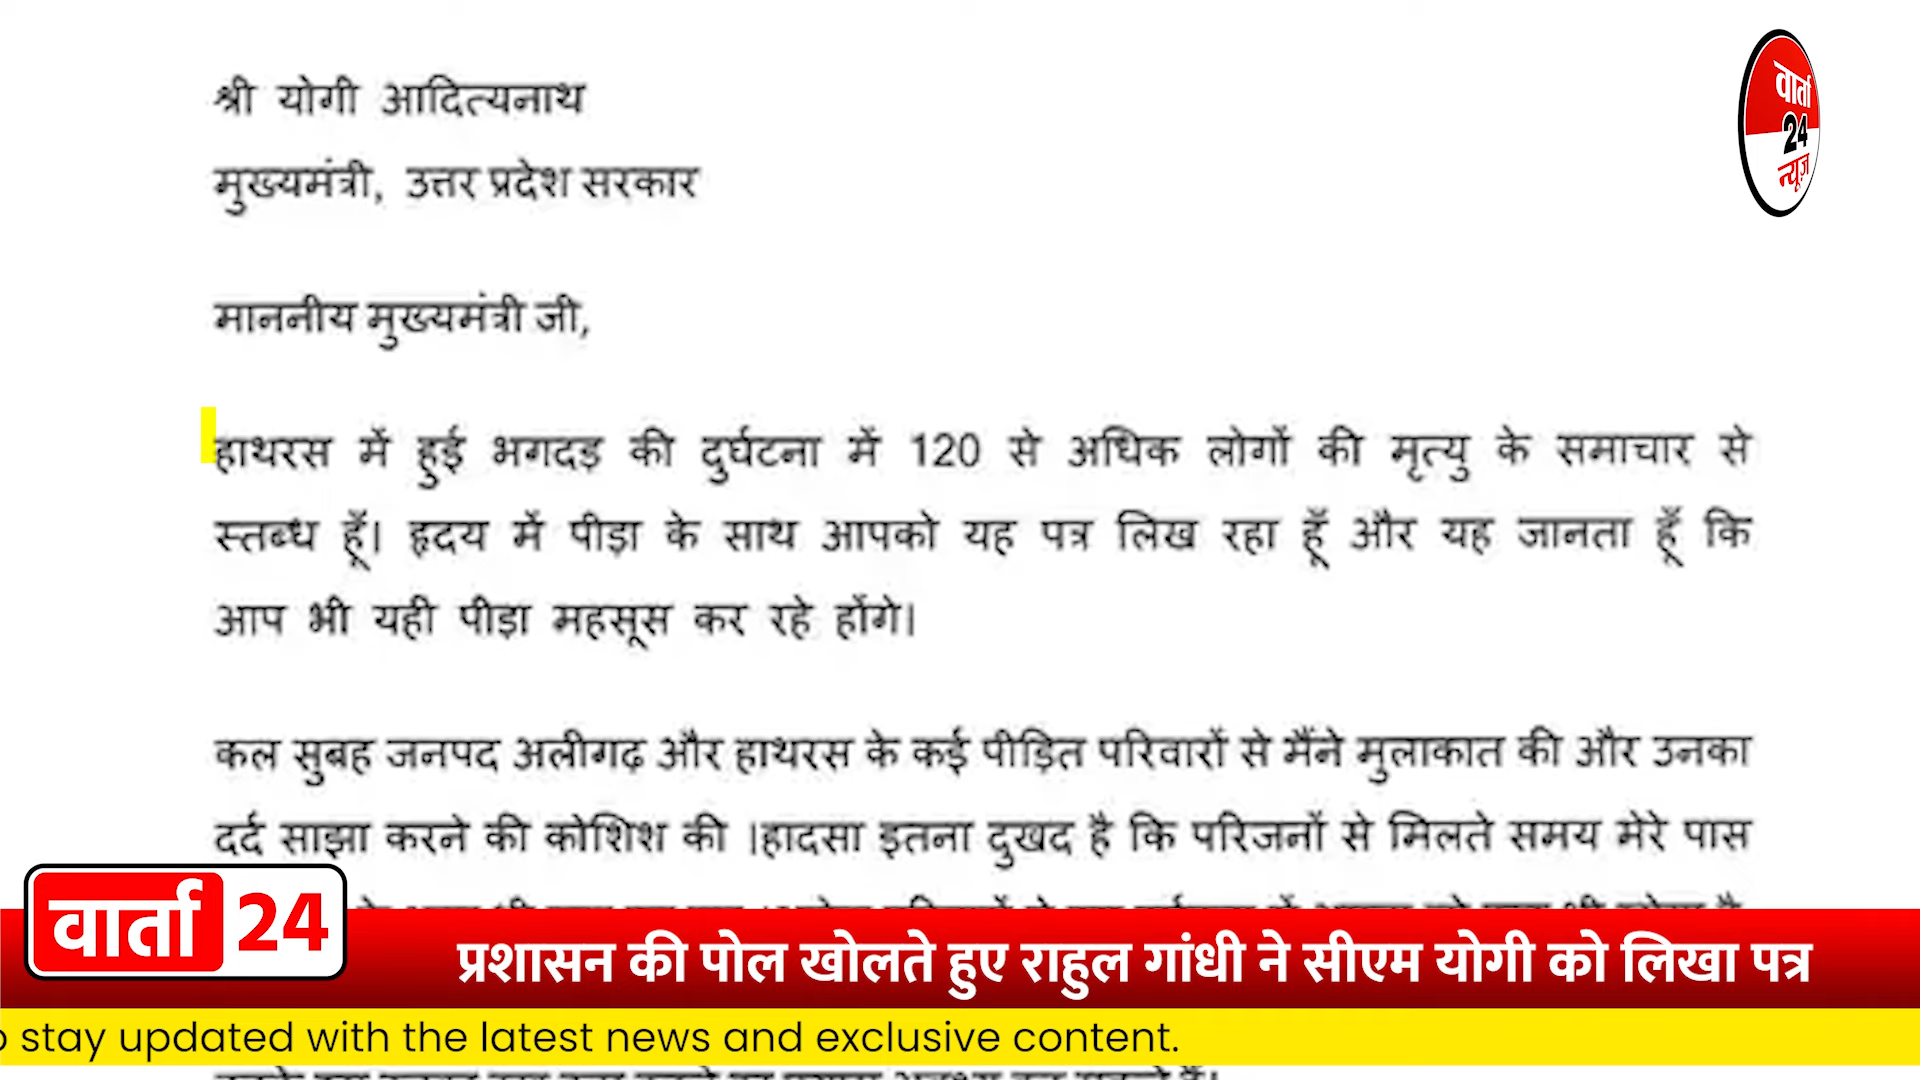 श्री योगी आदित्यनाथ
मुख्यमंत्री, उत्तर प्रदेश सरकार
माननीय मुख्यमंत्री जी,
हाथरस में हुई भगदड़ की दुर्घटना में 120 से अधिक लोगों की मृत्यु के समाचार से
स्तब्ध हूँ। हृदय में पीड़ा के साथ आपको यह पत्र लिख रहा हूँ और यह जानता हूँ कि
आप भी यही पीड़ा महसूस कर रहे होंगे।
कल सुबह जनपद अलीगढ़ और हाथरस के कई पीड़ित परिवारों से मैंने मुलाकात की और उनका
दर्द साझा करने की कोशिश की ।हादसा इतना दुखद है कि परिजनों से मिलते समय मेरे पास
वार्ता 24
प्रशासन की पोल खोलते हुए राहुल गांधी ने सीएम योगी को लिखा पत्र
stay updated with the latest news and exclusive content.
वार्ता
24
न्यूज़